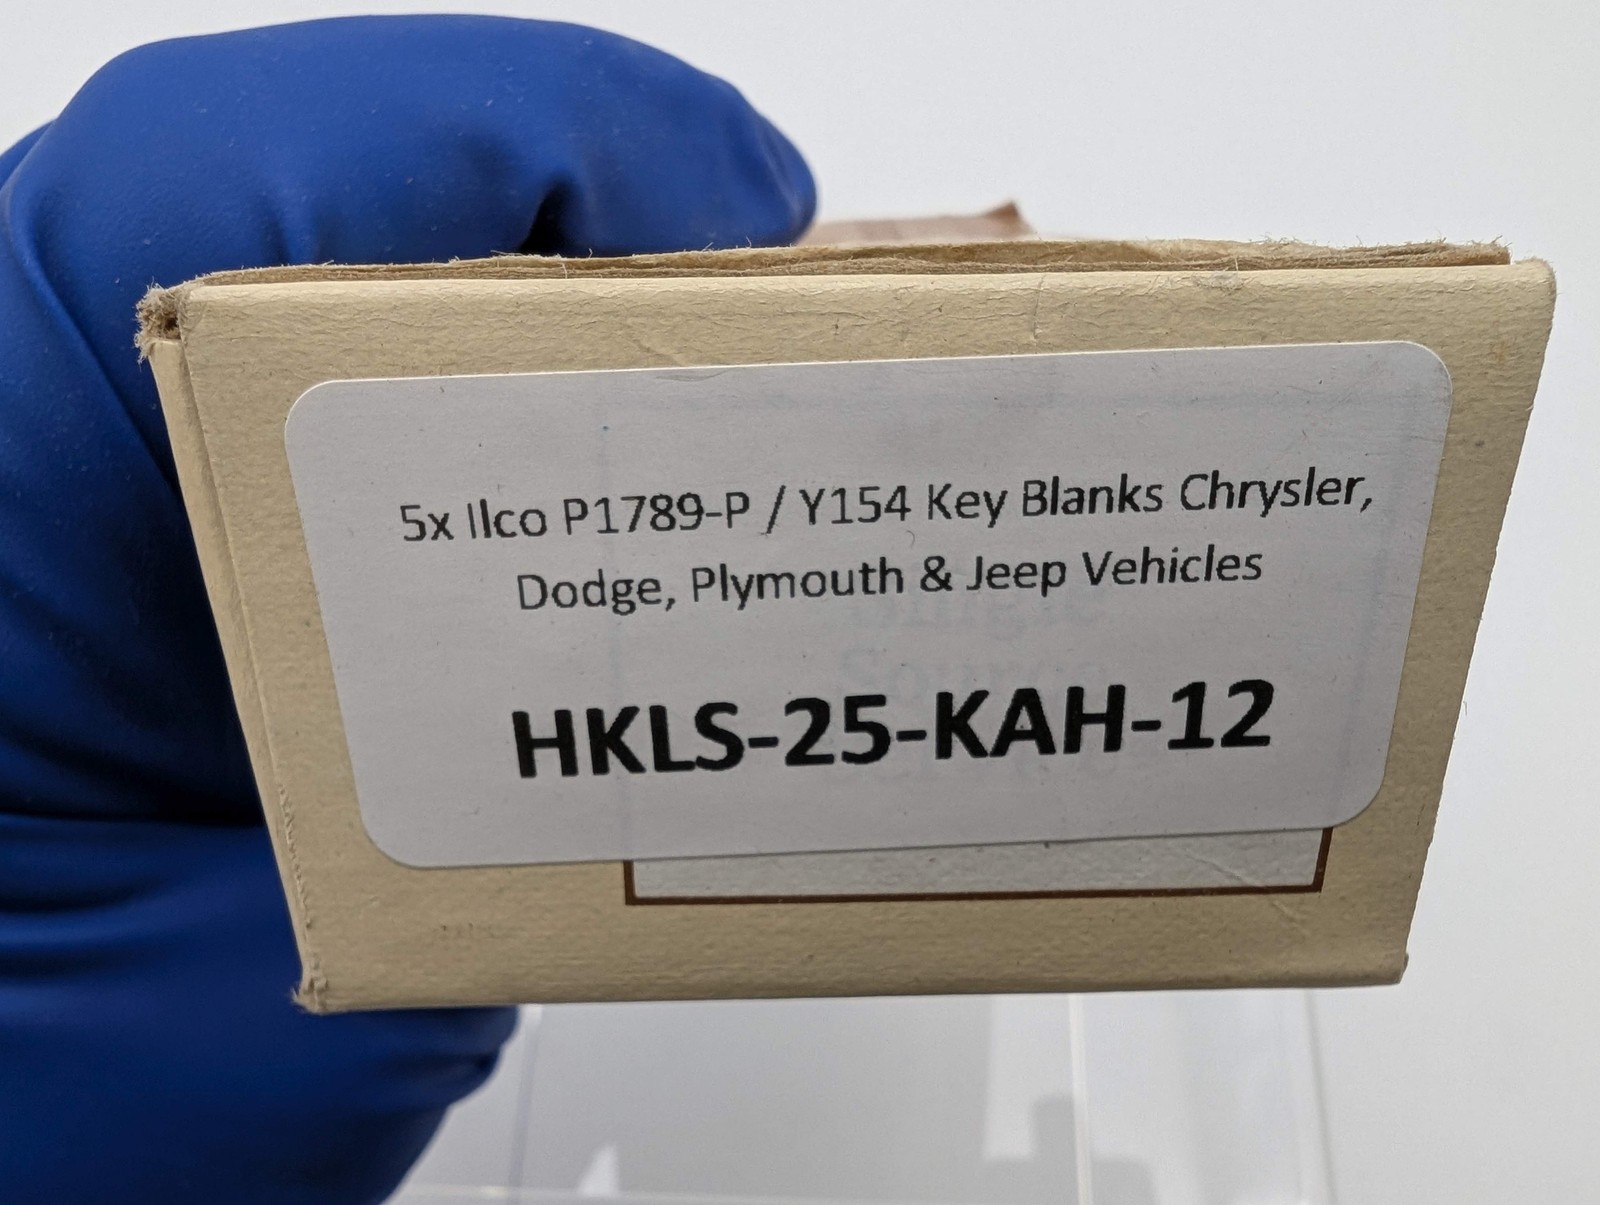 5x Ilco P1789-P / Y154 Key Blanks Chrysler,
Dodge, Plymouth & Jeep Vehicles
HKLS-25-KAH-12